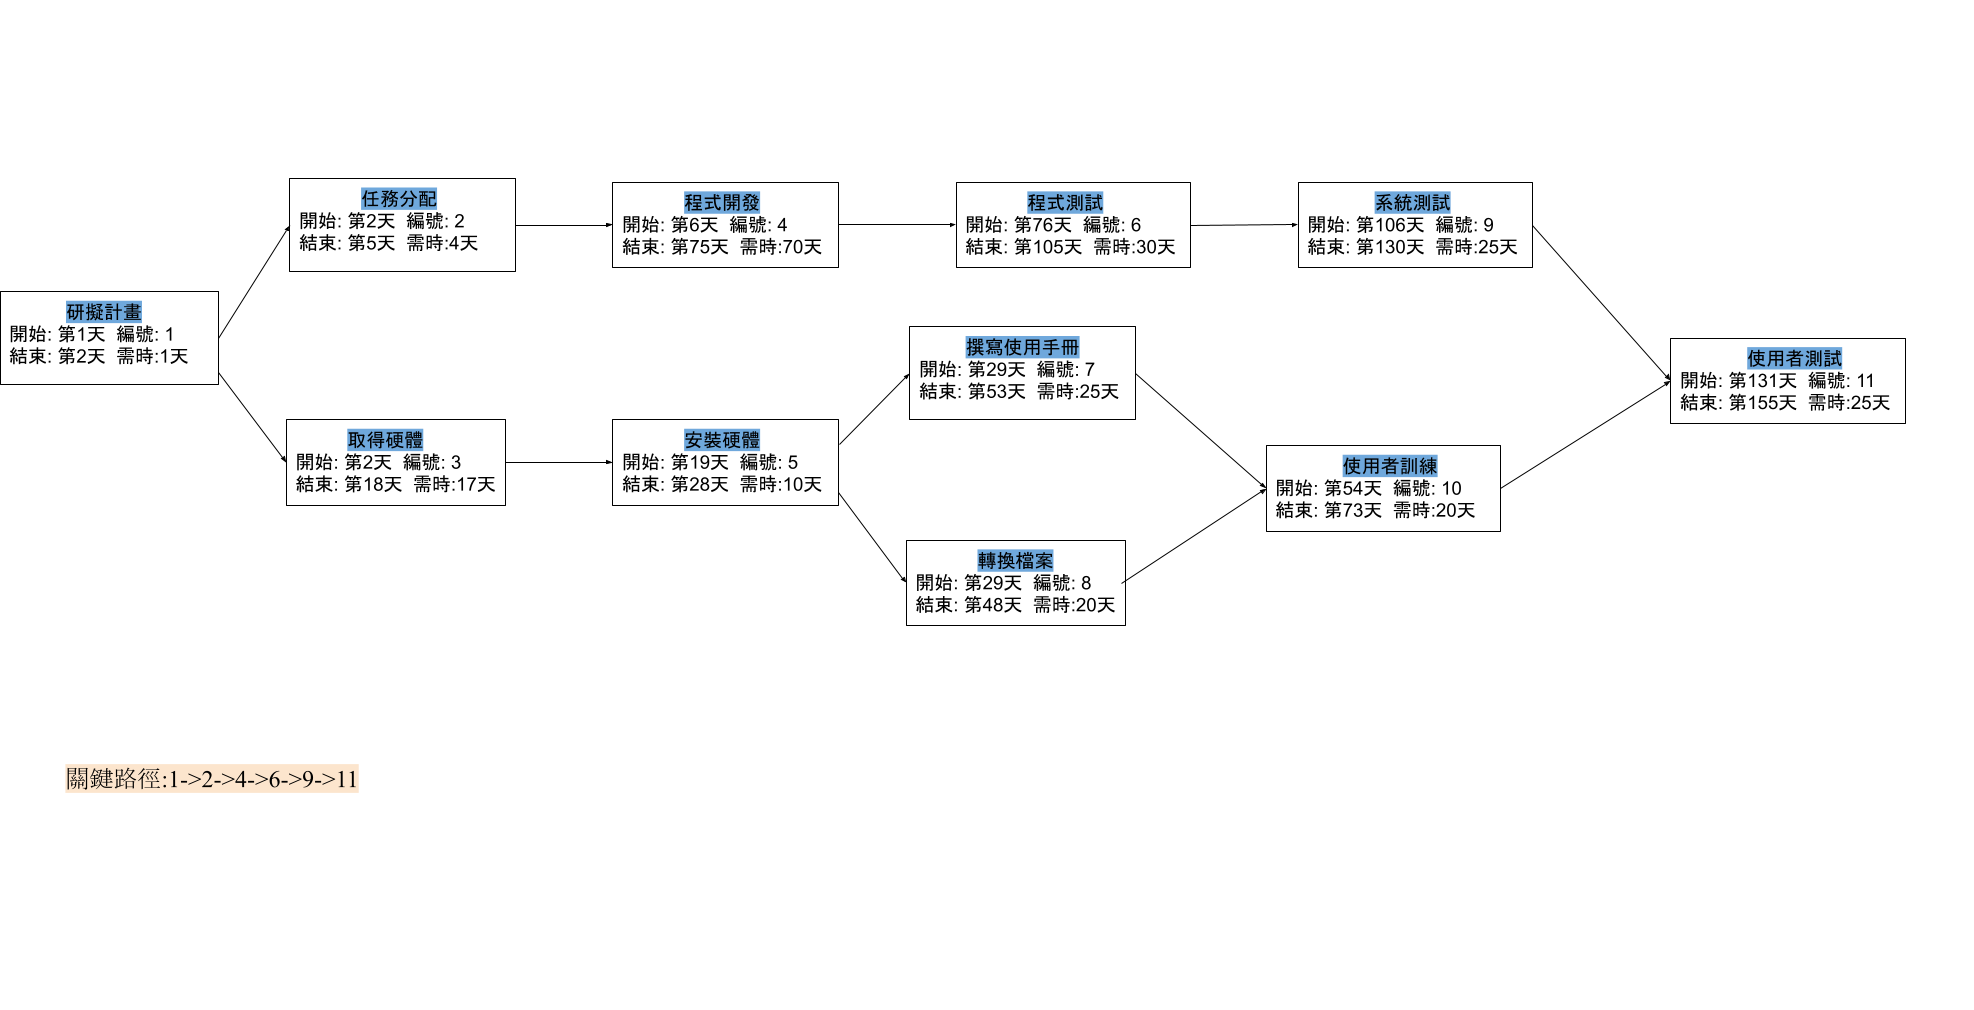 任務分配
開始: 第2天 編號: 2
結束: 第5天 需時:4天
程式開發
開始: 第6天 編號: 4
結束: 第75天 需時:70天
程式測試
開始: 第76天 編號: 6
結束: 第105天 需時:30天
系統測試
開始: 第106天 編號: 9
結束: 第130天 需時:25天
研擬計畫
開始: 第1天 編號: 1
結束: 第2天 需時:1天
撰寫使用手冊
開始: 第29天 編號: 7
結束: 第53天 需時:25天
使用者測試
開始: 第131天 編號: 11
結束: 第155天 需時:25天
取得硬體
開始: 第2天 編號: 3
結束: 第18天 需時:17天
安裝硬體
開始: 第19天 編號: 5
結束: 第28天 需時:10天
使用者訓練
開始: 第54天 編號: 10
結束: 第73天 需時:20天
轉換檔案
開始: 第29天 編號: 8
結束: 第48天 需時:20天
關鍵路徑:1->2->4->6->9->11